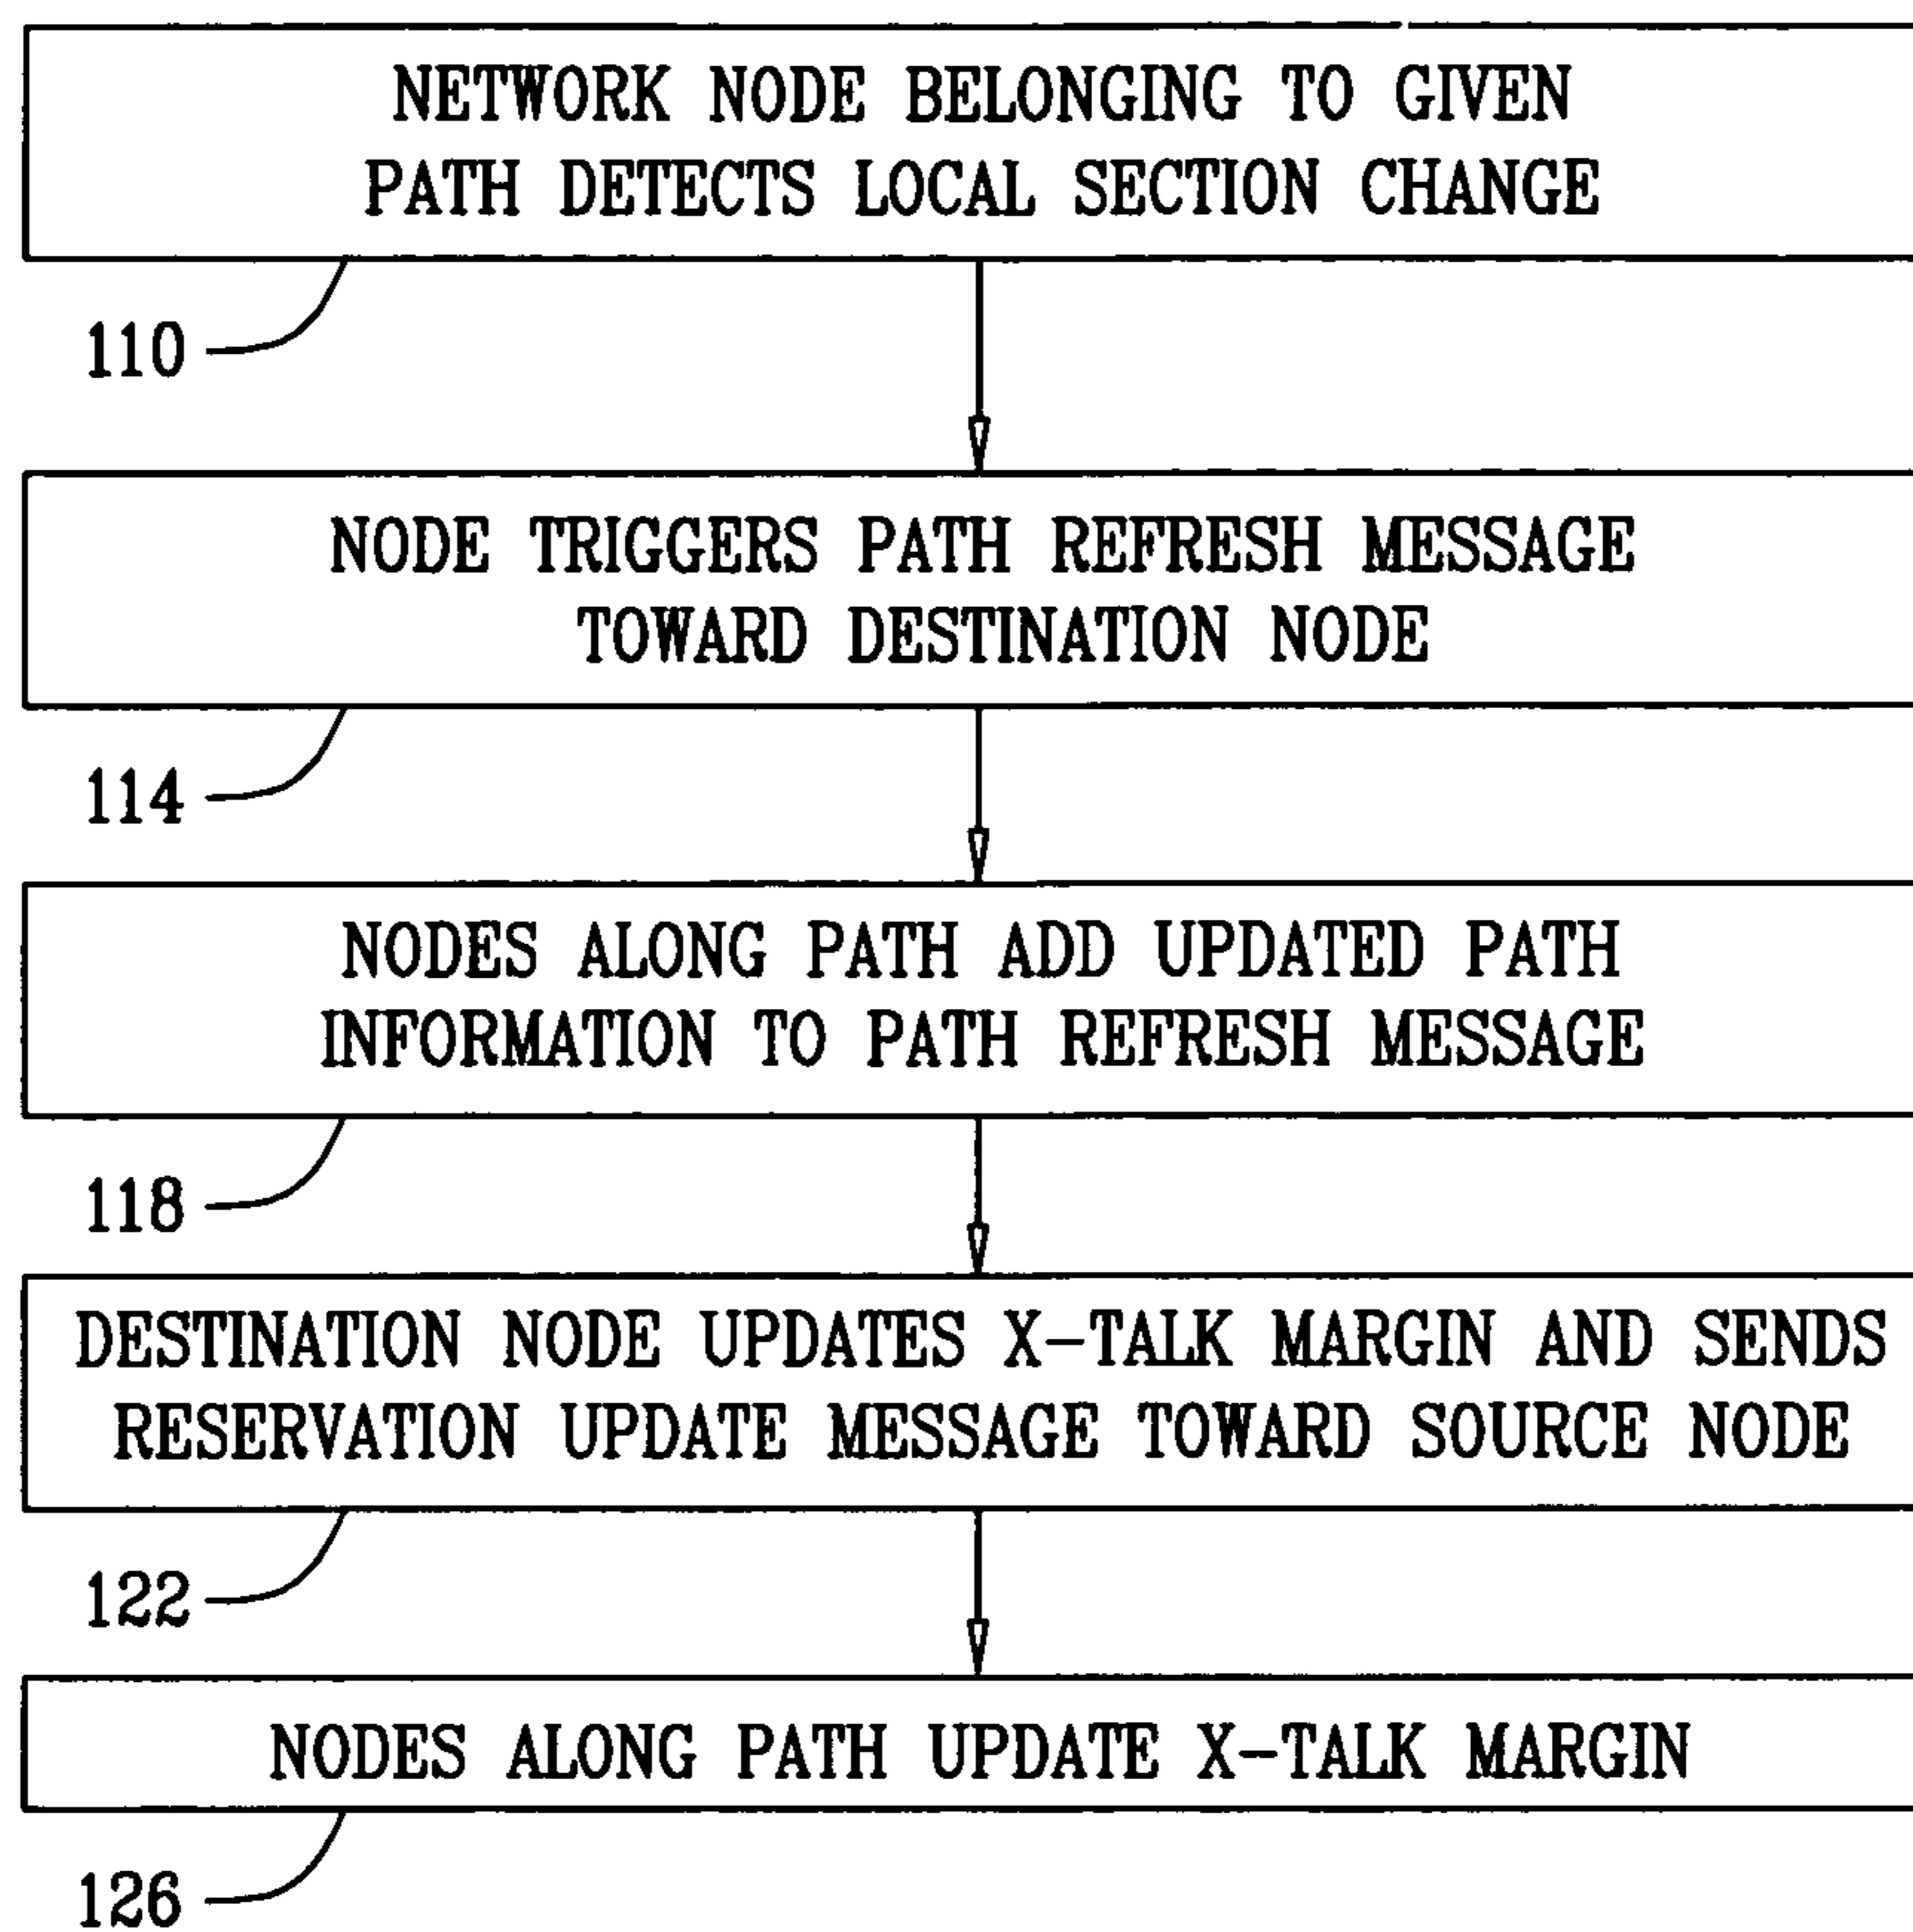 NETWORK NODE BELONGING TO GIVEN
PATH DETECTS LOCAL SECTION CHANGE
110
NODE TRIGGERS PATH REFRESH MESSAGE
TOWARD DESTINATION NODE
114
NODES ALONG PATH ADD UPDATED PATH
INFORMATION TO PATH REFRESH MESSAGE
118
DESTINATION NODE UPDATES X-TALK MARGIN AND SENDS
RESERVATION UPDATE MESSAGE TOWARD SOURCE NODE
122
NODES ALONG PATH UPDATE X-TALK MARGIN
126